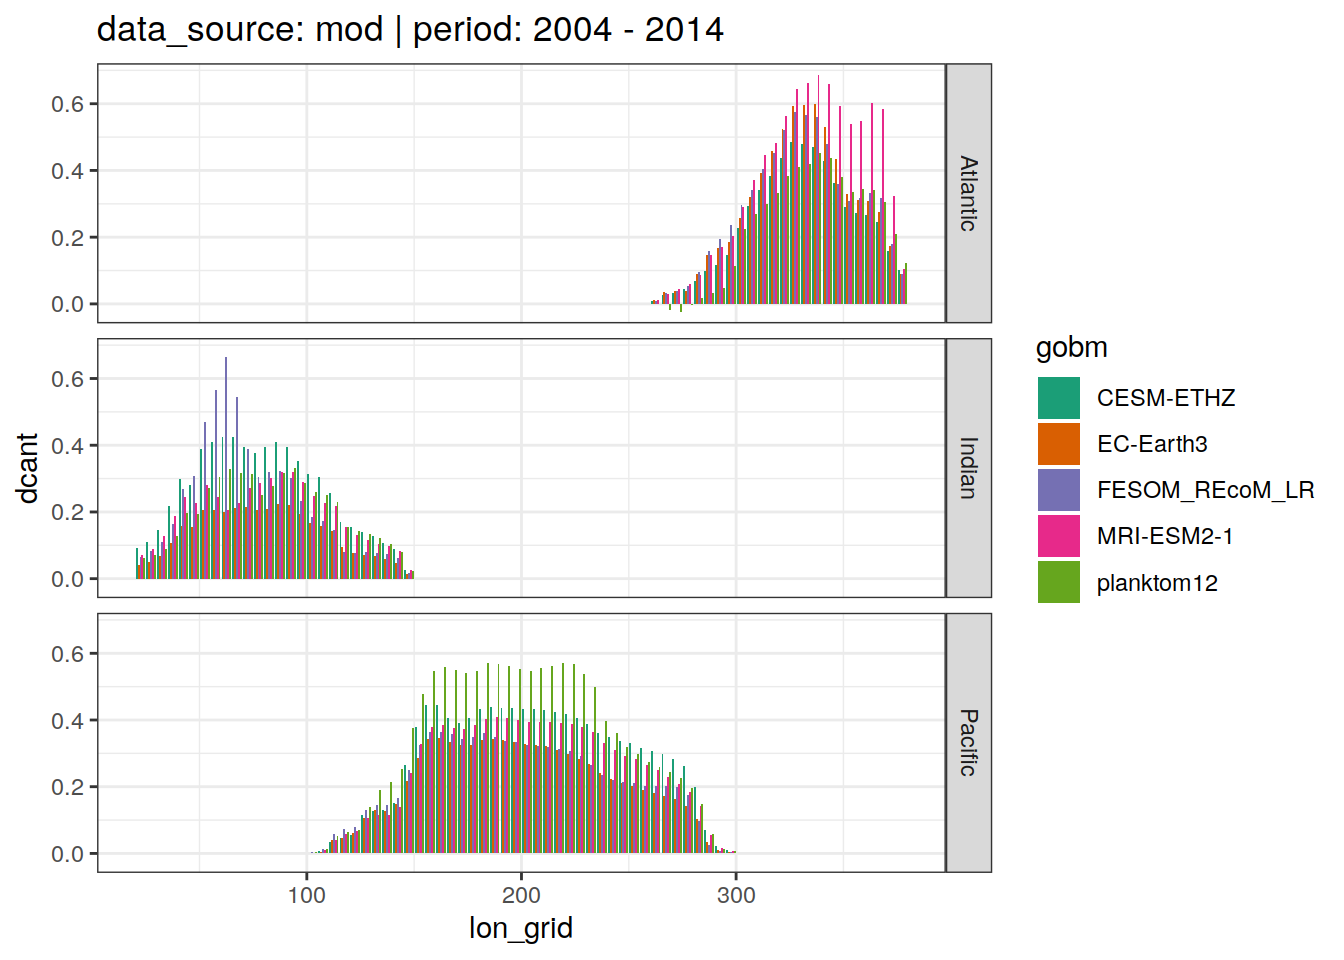 data_source: mod | period: 2004 - 2014
0.6
0.4
0.2
0.0
Atlantic
0.6
0.4
0.2
0.0
Indian
0.6
0.4
0.2
0.0
Pacific
dcant
100
200
300
lon_grid
gobm
CESM-ETHZ
EC-Earth3
FESOM_REcoM_LR
MRI-ESM2-1
planktom12